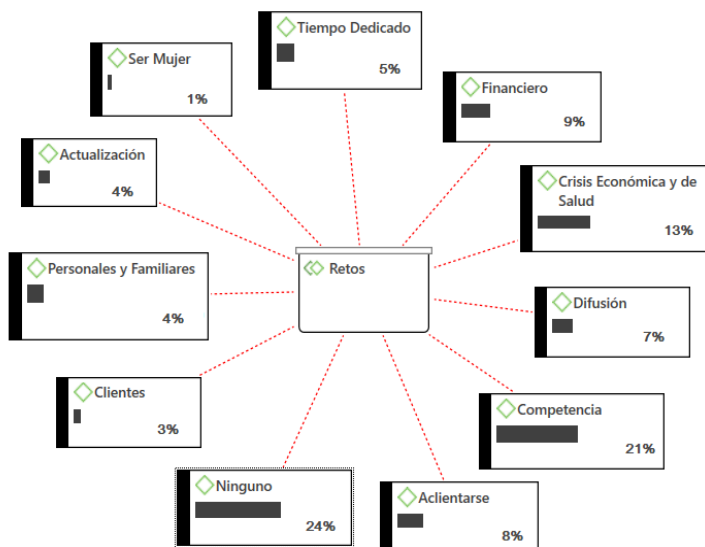 Tiempo Dedicado
5%
Ser Mujer
1%
Financiero
9%
Actualización
4%
Crisis Económica y de
Salud
13%
Personales y Familiares
4%
Retos
Difusión
7%
Clientes
3%
Competencia
21%
Ninguno
24%
Aclientarse
8%